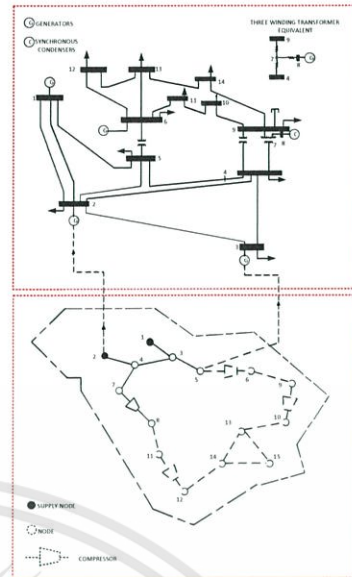 G GENERATORS
C SYNCHRONOUS
CONDENSERS
THREE WINDING TRANSFORMER
EQUIVALENT
9
7
8
G
4
12
13
14
11
10
G
1
6
9
G
C
7
8
5
4
2
G
3
G
1
2
4
3
5
6
9
7
8
10
13
11
14
15
12
SUPPLY NODE
NODE
COMPRESSOR